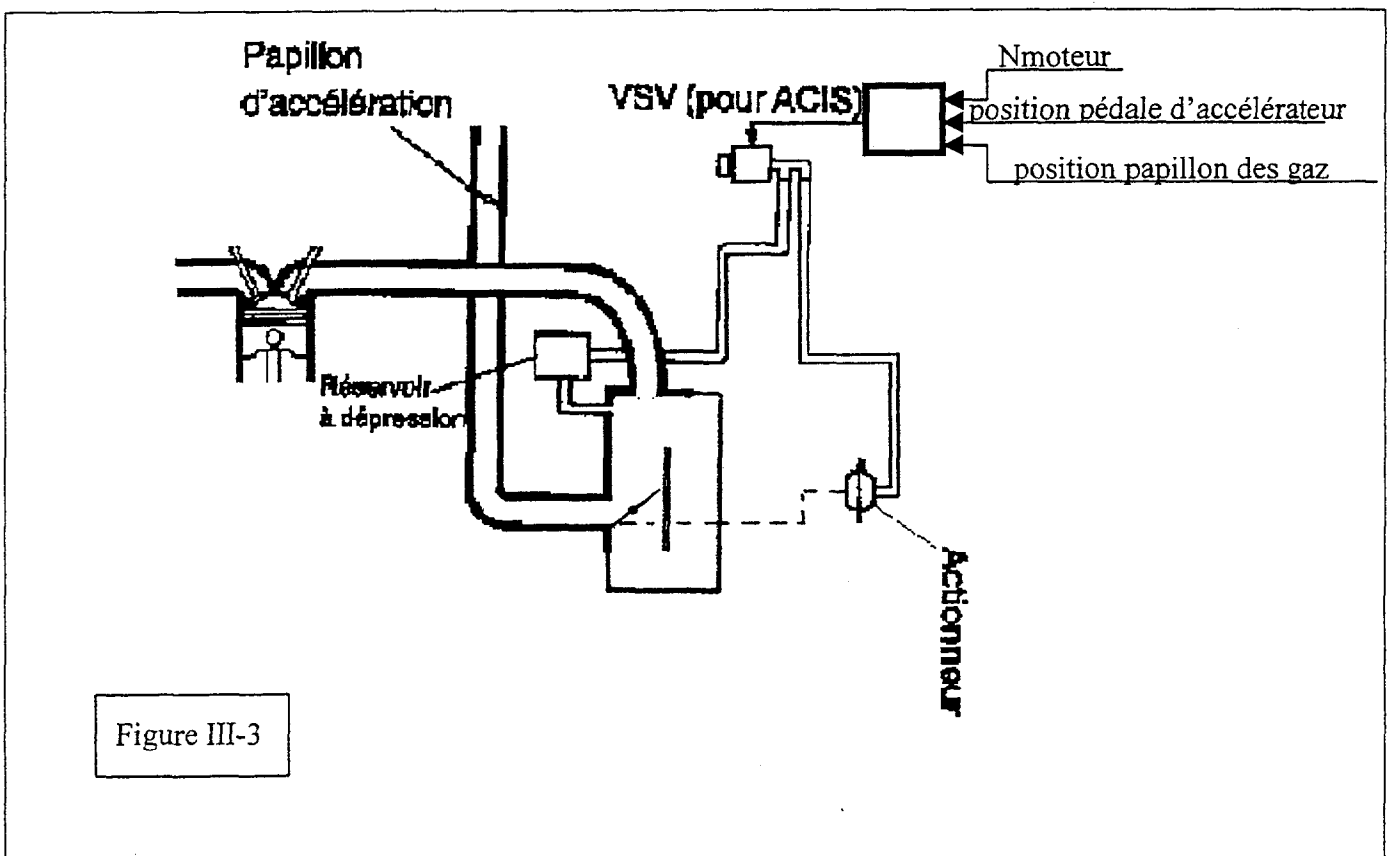 Papillon
d'accélération
VSV (pour ACIS)
Nmoteur
position pédale d'accélérateur
position papillon des gaz
Réservoir
à dépression
Actionneur
Figure III-3